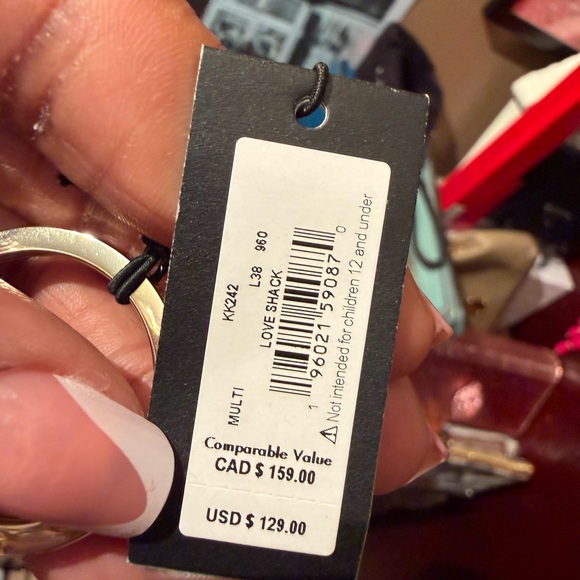 KK242
L38 960
LOVE SHACK
1 96021 59087 0
⚠ Not intended for children 12 and under
MULTI
Comparable Value
CAD $ 159.00
USD $ 129.00